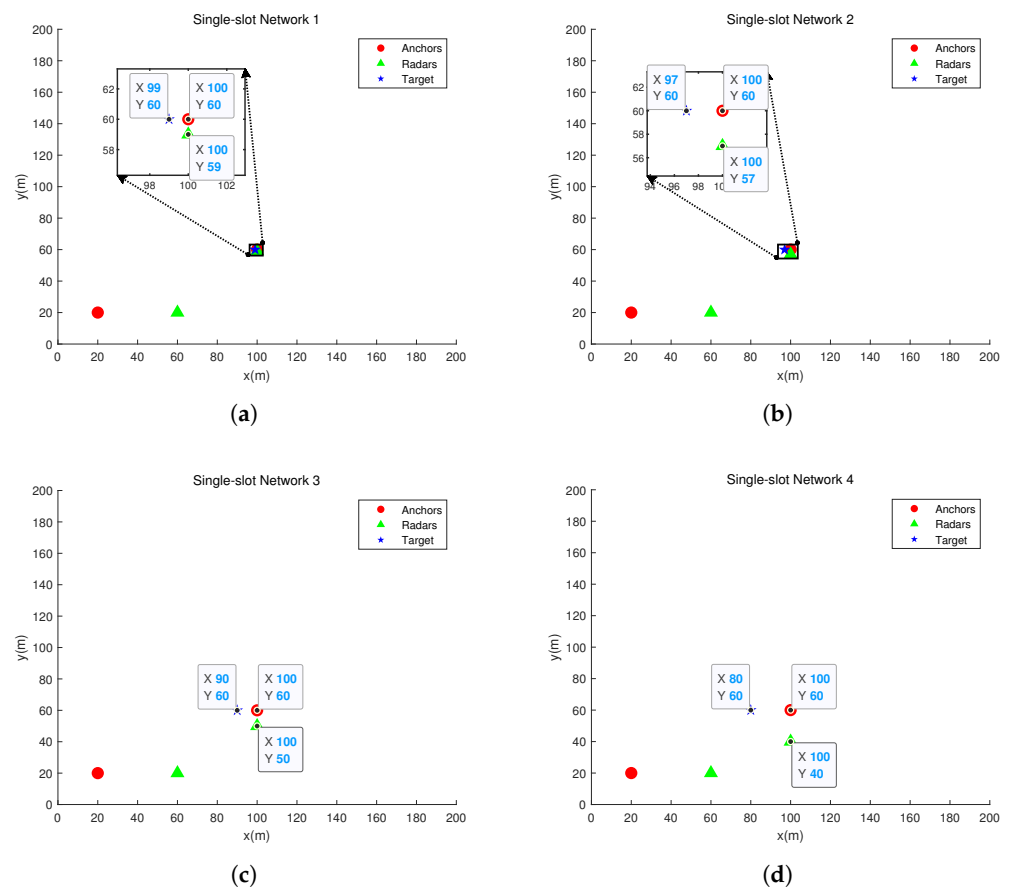 Single-slot Network 1
200
180
160
140
120
100
80
60
40
20
0
y(m)
Anchors
Radars
Target
62
60
58
98 100 102
X 99
Y 60
X 100
Y 60
X 100
Y 59
0 20 40 60 80 100 120 140 160 180 200
x(m)
(a)
Single-slot Network 2
200
180
160
140
120
100
80
60
40
20
0
y(m)
Anchors
Radars
Target
62
60
58
56
94 96 98
X 97
Y 60
X 100
Y 60
X 100
Y 57
0 20 40 60 80 100 120 140 160 180 200
x(m)
(b)
Single-slot Network 3
200
180
160
140
120
100
80
60
40
20
0
y(m)
Anchors
Radars
Target
X 90
Y 60
X 100
Y 60
X 100
Y 50
0 20 40 60 80 100 120 140 160 180 200
x(m)
(c)
Single-slot Network 4
200
180
160
140
120
100
80
60
40
20
0
y(m)
Anchors
Radars
Target
X 80
Y 60
X 100
Y 60
X 100
Y 40
0 20 40 60 80 100 120 140 160 180 200
x(m)
(d)